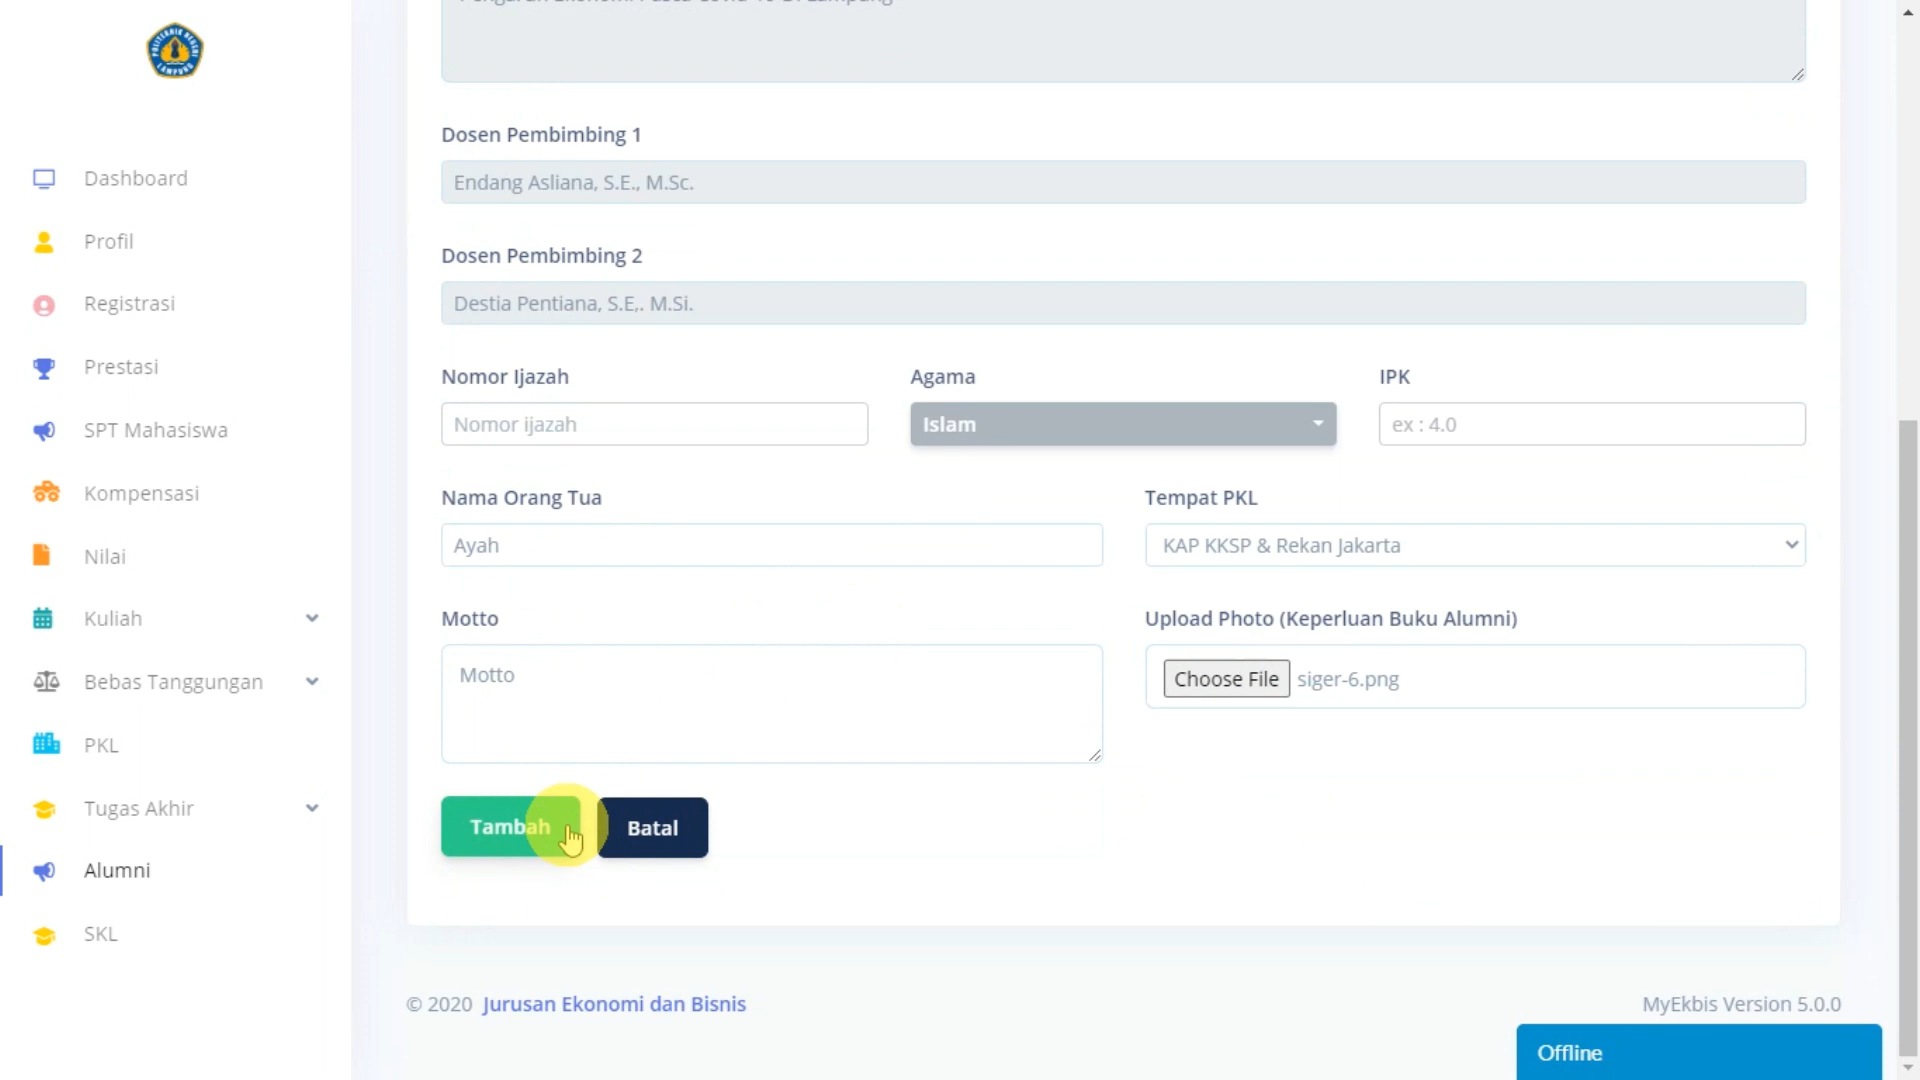 POLITEKNIK NEGERI
LAMPUNG
Dashboard
Profil
Registrasi
Prestasi
SPT Mahasiswa
Kompensasi
Nilai
Kuliah
Bebas Tanggungan
PKL
Tugas Akhir
Alumni
SKL
Dosen Pembimbing 1
Endang Asliana, S.E., M.Sc.
Dosen Pembimbing 2
Destia Pentiana, S.E,. M.Si.
Nomor Ijazah
Agama
IPK
Nomor ijazah
Islam
ex : 4.0
Nama Orang Tua
Tempat PKL
Ayah
KAP KKSP & Rekan Jakarta
Motto
Upload Photo (Keperluan Buku Alumni)
Motto
Choose File siger-6.png
Tambah
Batal
© 2020 Jurusan Ekonomi dan Bisnis
MyEkbis Version 5.0.0
Offline